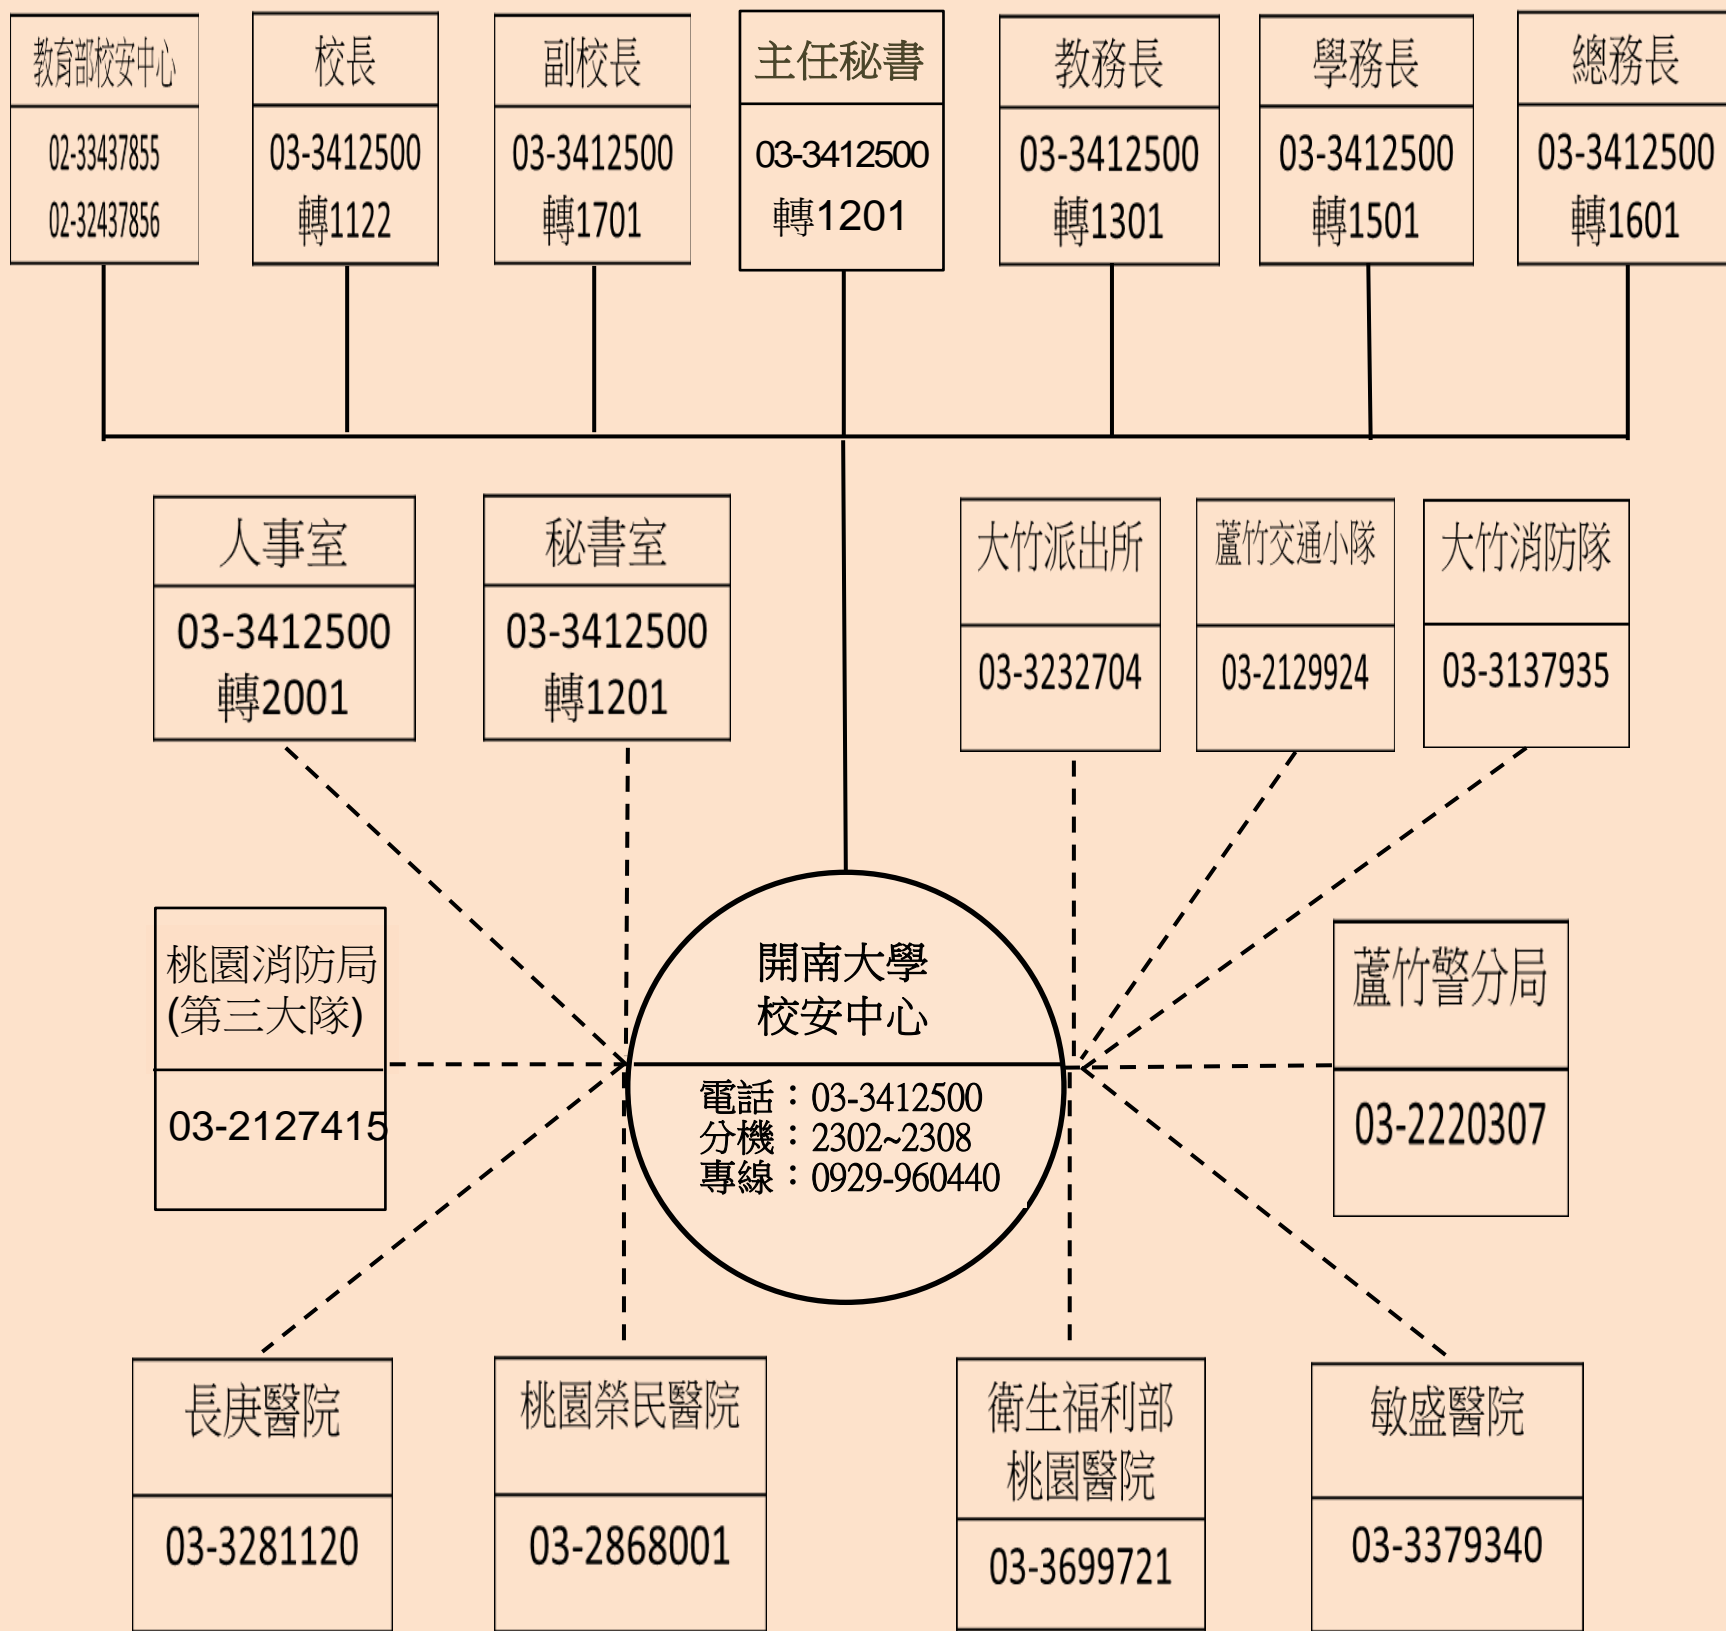 教育部校安中心
02-33437855
02-32437856
校長
03-3412500
轉1122
副校長
03-3412500
轉1701
主任秘書
03-3412500
轉1201
教務長
03-3412500
轉1301
學務長
03-3412500
轉1501
總務長
03-3412500
轉1601
人事室
03-3412500
轉2001
秘書室
03-3412500
轉1201
大竹派出所
03-3232704
蘆竹交通小隊
03-2129924
大竹消防隊
03-3137935
桃園消防局
(第三大隊)
03-2127415
開南大學
校安中心
電話：03-3412500
分機：2302~2308
專線：0929-960440
蘆竹警分局
03-2220307
長庚醫院
03-3281120
桃園榮民醫院
03-2868001
衛生福利部
桃園醫院
03-3699721
敏盛醫院
03-3379340